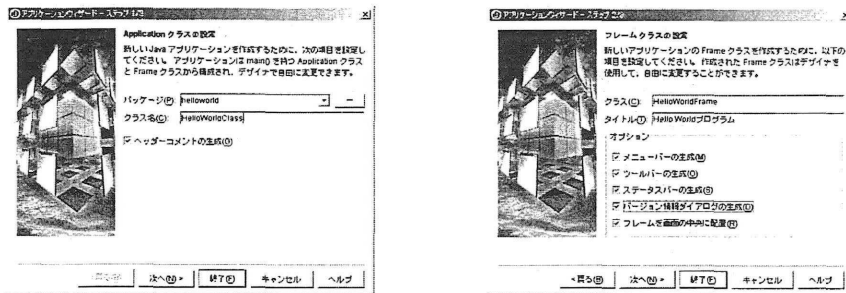 アプリケーションウィザード - ステップ 1/3
Application クラスの設定
新しい Java アプリケーションを作成するために、次の項目を設定し
てください。 アプリケーションは main() を持つ Application クラス
と Frame クラスから構成され、デザイナで自由に変更できます。
パッケージ(P): helloworld
クラス名(C): HelloWorldClass
ヘッダーコメントの生成(G)
次へ(N) > 終了(F) キャンセル ヘルプ
アプリケーションウィザード - ステップ
フレーム クラスの設定
新しいアプリケーションの Frame クラスを作成するために、以下の
項目を設定してください。 作成された Frame クラスはデザイナを
使用して、自由に変更することができます。
クラス(C): HelloWorldFrame
タイトル(T): Hello Worldプログラム
オプション
メニューバーの生成(M)
ツールバーの生成(O)
ステータスバーの生成(S)
バージョン情報ダイアログの生成(D)
フレームを画面の中央に配置(R)
< 戻る(B) 次へ(N) > 終了(F) キャンセル ヘルプ